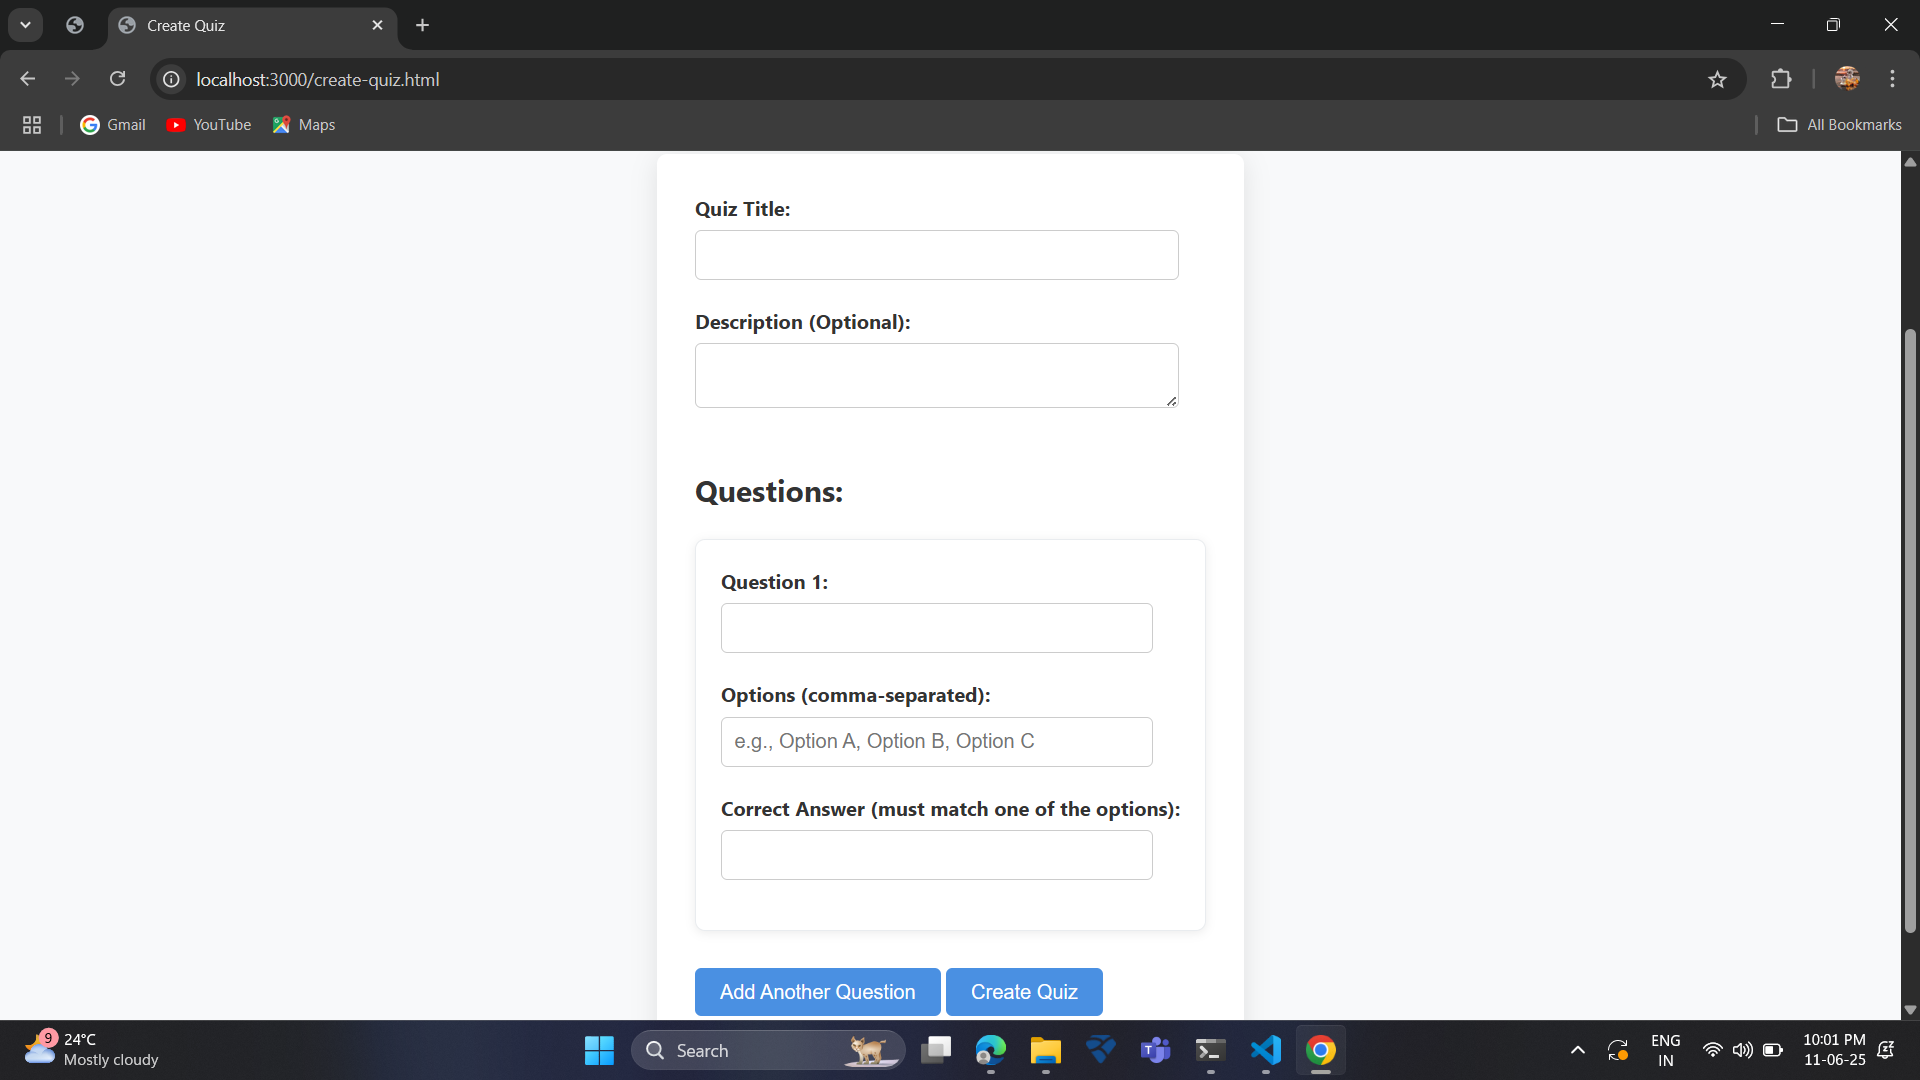 Create Quiz
localhost:3000/create-quiz.html
Gmail
YouTube
Maps
All Bookmarks
Quiz Title:
Description (Optional):
Questions:
Question 1:
Options (comma-separated):
e.g., Option A, Option B, Option C
Correct Answer (must match one of the options):
Add Another Question
Create Quiz
9
24°C
Mostly cloudy
Search
T
ENG
IN
10:01 PM
11-06-25